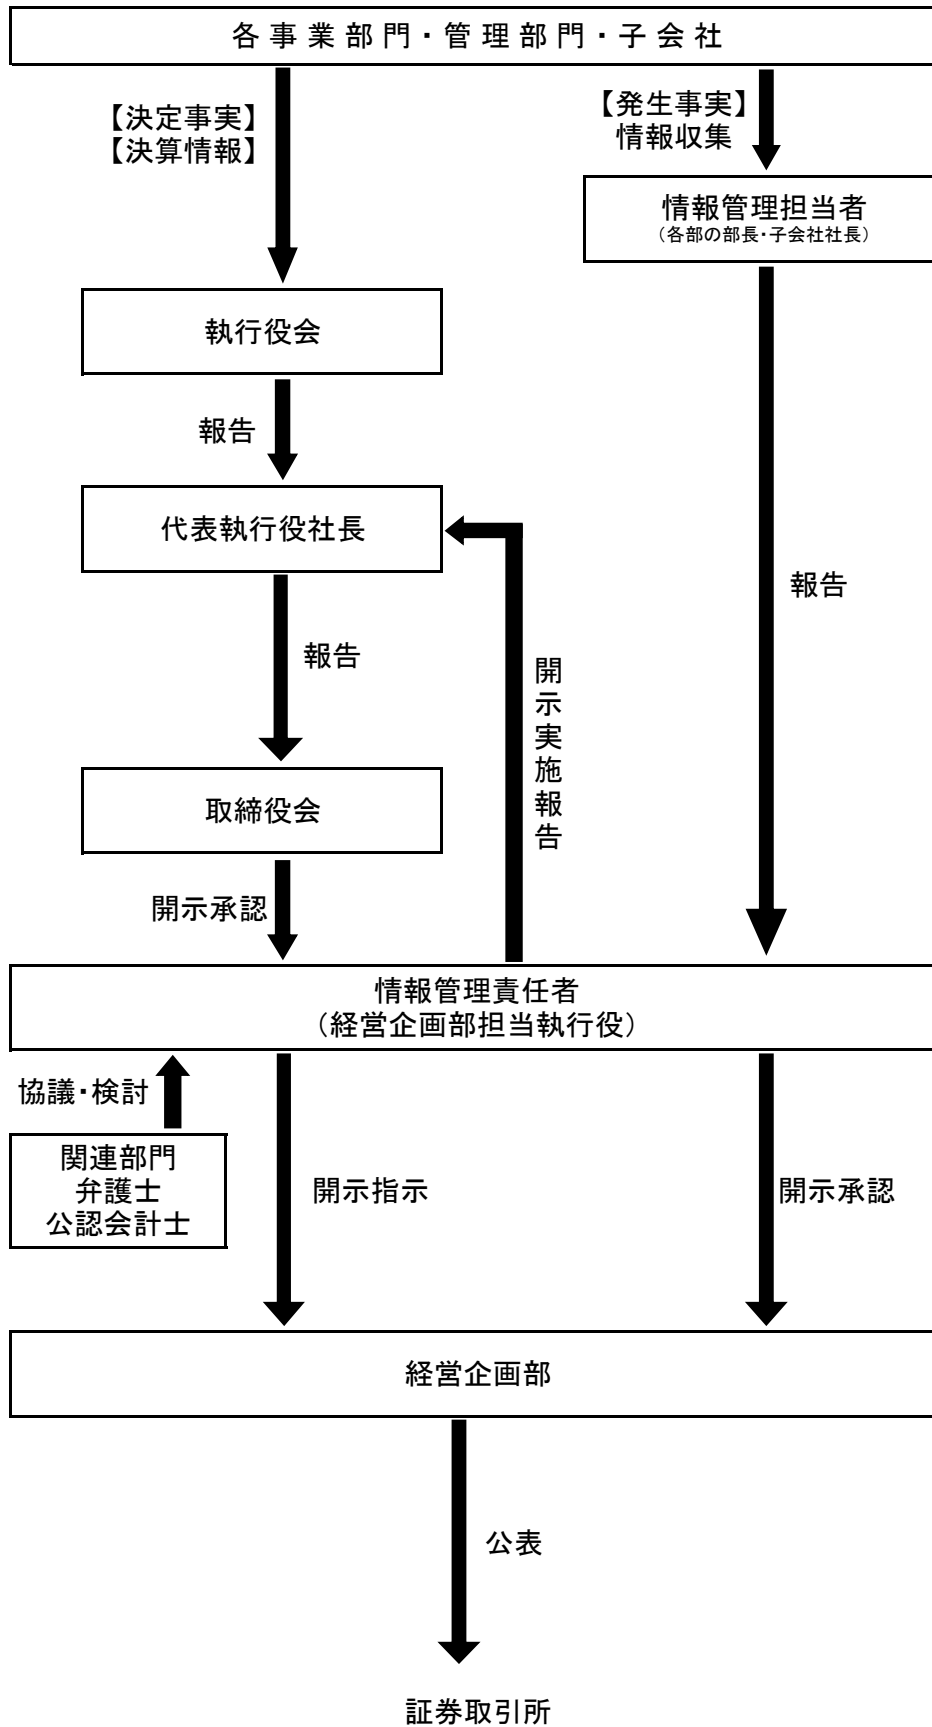 各事業部門・管理部門・子会社
【決定事実】
【決算情報】
【発生事実】
情報収集
情報管理担当者
（各部の部長・子会社社長）
執行役会
報告
代表執行役社長
報告
報告
開示実施報告
取締役会
開示承認
情報管理責任者
（経営企画部担当執行役）
協議・検討
関連部門
弁護士
公認会計士
開示指示
開示承認
経営企画部
公表
証券取引所